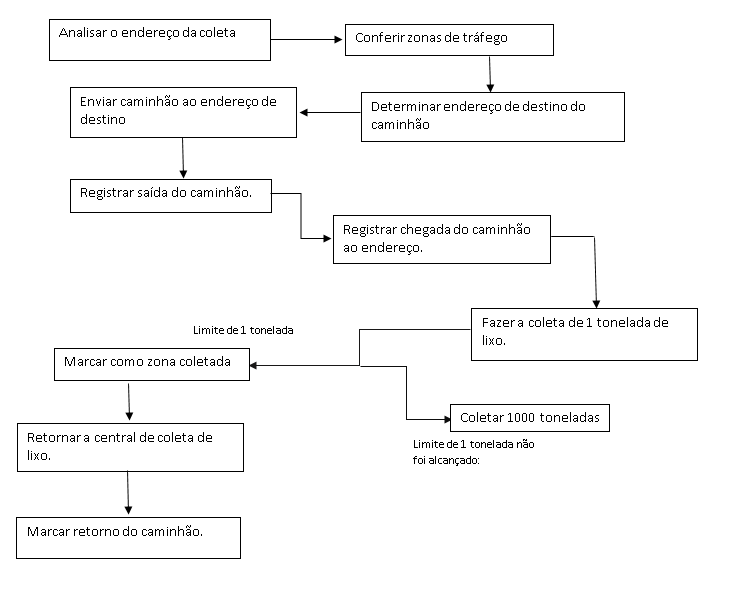 Analisar o endereço da coleta
Conferir zonas de tráfego
Enviar caminhão ao endereço de
destino
Determinar endereço de destino do
caminhão
Registrar saída do caminhão.
Registrar chegada do caminhão
ao endereço.
Fazer a coleta de 1 tonelada de
lixo.
Limite de 1 tonelada
Marcar como zona coletada
Coletar 1000 toneladas
Limite de 1 tonelada não
foi alcançado:
Retornar a central de coleta de
lixo.
Marcar retorno do caminhão.